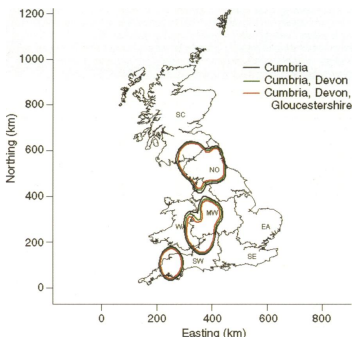 1200
1000
800
600
400
200
0
Northing (km)
Cumbria
Cumbria, Devon
Cumbria, Devon,
Gloucestershire
SC
NO
MW
EA
SW
SE
0 200 400 600 800
Easting (km)